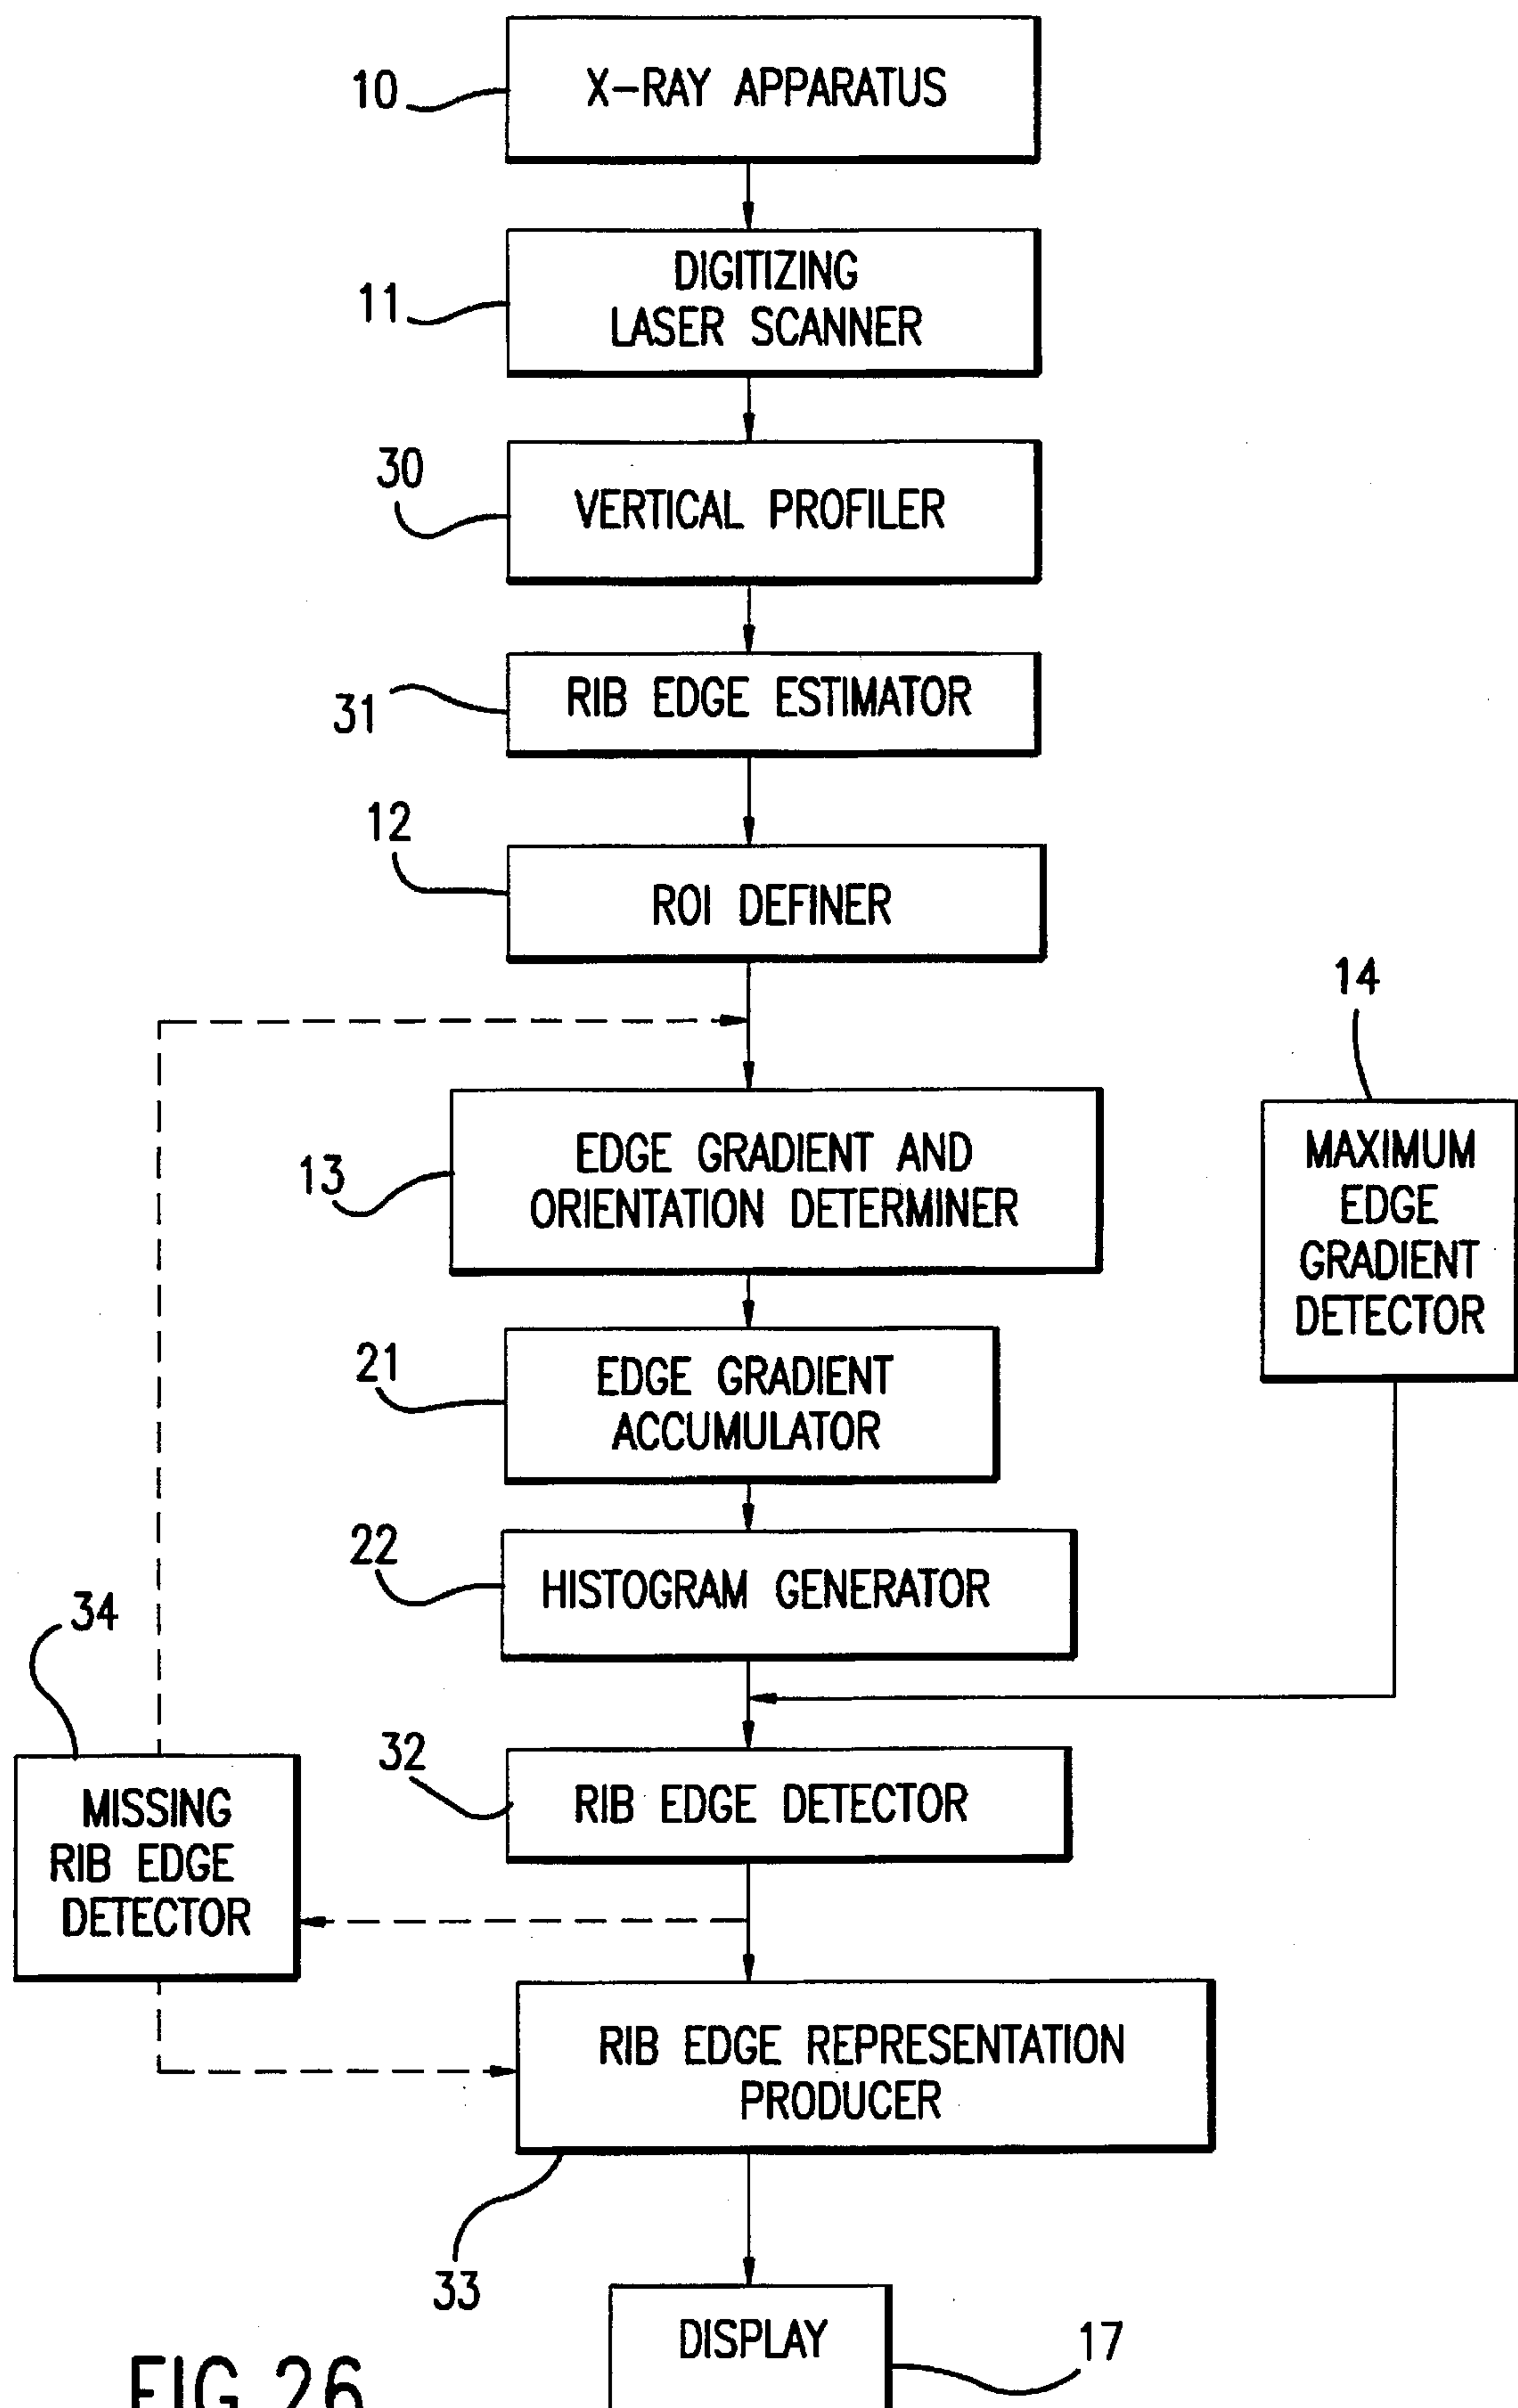 10
X-RAY APPARATUS
11
DIGITIZING
LASER SCANNER
30
VERTICAL PROFILER
31
RIB EDGE ESTIMATOR
12
ROI DEFINER
14
MAXIMUM
EDGE
GRADIENT
DETECTOR
13
EDGE GRADIENT AND
ORIENTATION DETERMINER
21
EDGE GRADIENT
ACCUMULATOR
22
HISTOGRAM GENERATOR
34
MISSING
RIB EDGE
DETECTOR
32
RIB EDGE DETECTOR
RIB EDGE REPRESENTATION
PRODUCER
33
DISPLAY
17
FIG. 26